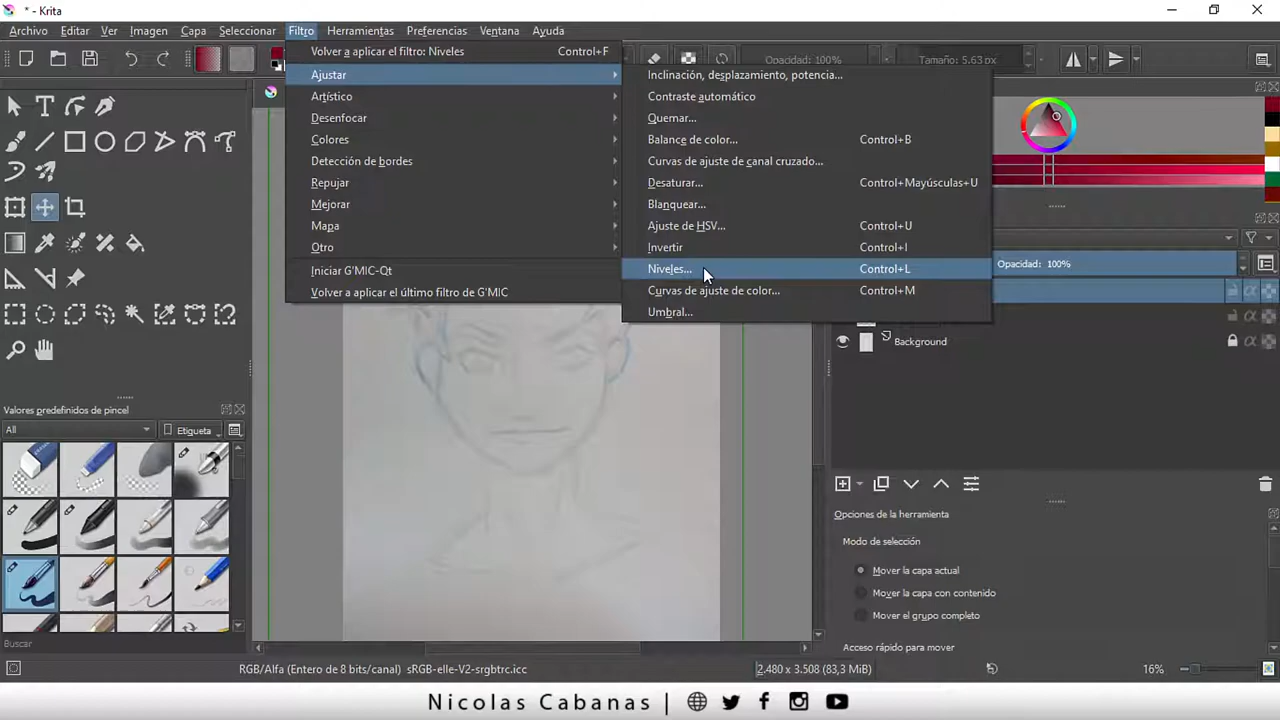 * - Krita
Archivo Editar Ver Imagen Capa Seleccionar Filtro Herramientas Preferencias Ventana Ayuda
Volver a aplicar el filtro: Niveles Control+F
Ajustar
Artístico
Desenfocar
Colores
Detección de bordes
Repujar
Mejorar
Mapa
Otro
Iniciar G'MIC-Qt
Volver a aplicar el último filtro de G'MIC
Opacidad: 100%
Tamaño: 5.63 px
Inclinación, desplazamiento, potencia...
Contraste automático
Quemar...
Balance de color... Control+B
Curvas de ajuste de canal cruzado...
Desaturar... Control+Mayúsculas+U
Blanquear...
Ajuste de HSV... Control+U
Invertir Control+I
Niveles... Control+L
Curvas de ajuste de color... Control+M
Umbral...
Opacidad: 100%
Background
Valores predefinidos de pincel
All
Etiqueta
Buscar
Opciones de la herramienta
Modo de selección
Mover la capa actual
Mover la capa con contenido
Mover el grupo completo
Acceso rápido para mover
RGB/Alfa (Entero de 8 bits/canal) sRGB-elle-V2-srgbtrc.icc
2.480 x 3.508 (83,3 MiB)
16%
Nicolas Cabanas |